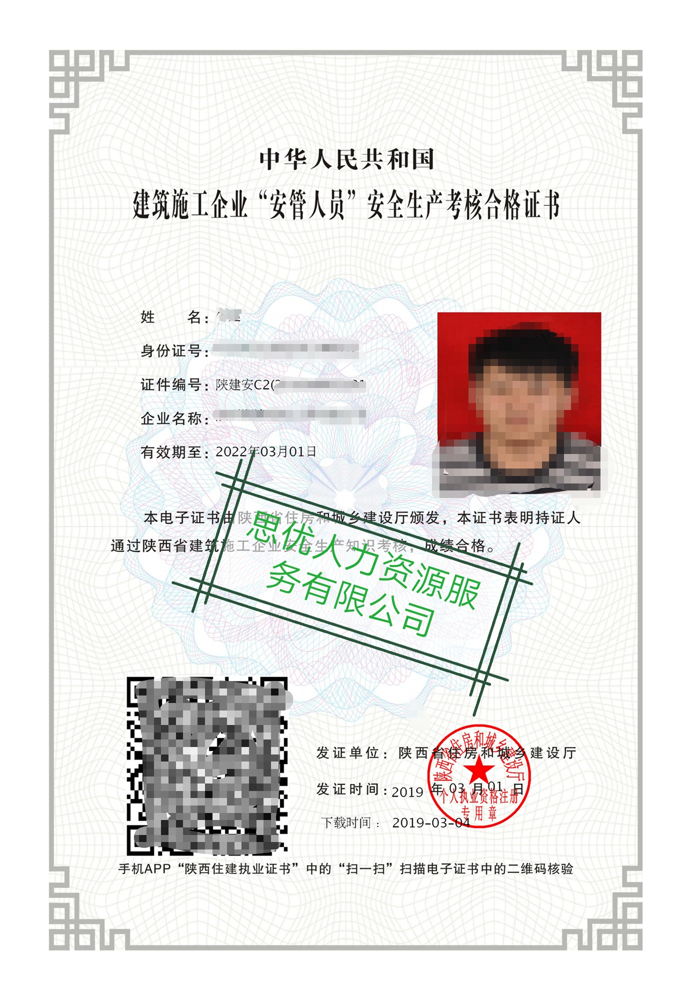 中华人民共和国
建筑施工企业“安管人员”安全生产考核合格证书
姓 名：
身份证号：
证件编号：陕建安C2(
企业名称：
有效期至：2022年03月01日
本电子证书由陕西省住房和城乡建设厅颁发，本证书表明持证人
通过陕西省建筑施工企业安全生产知识考核，成绩合格。
思优人力资源服
务有限公司
发证单位：陕西省住房和城乡建设厅
发证时间：2019 年 03 月 01 日
下载时间： 2019-03-04
陕西省住房和城乡建设厅
个人执业资格注册
专用章
手机APP“陕西住建执业证书”中的“扫一扫”扫描电子证书中的二维码核验